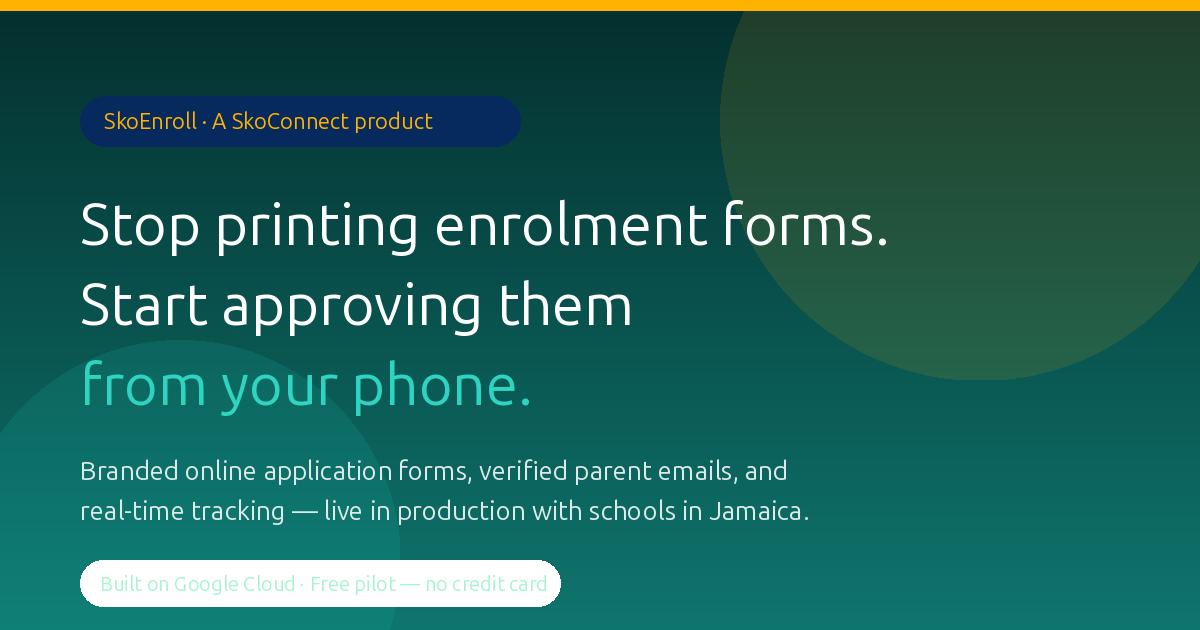 SkoEnroll · A SkoConnect product
Stop printing enrolment forms.
Start approving them
from your phone.
Branded online application forms, verified parent emails, and
real-time tracking — live in production with schools in Jamaica.
Built on Google Cloud · Free pilot — no credit card